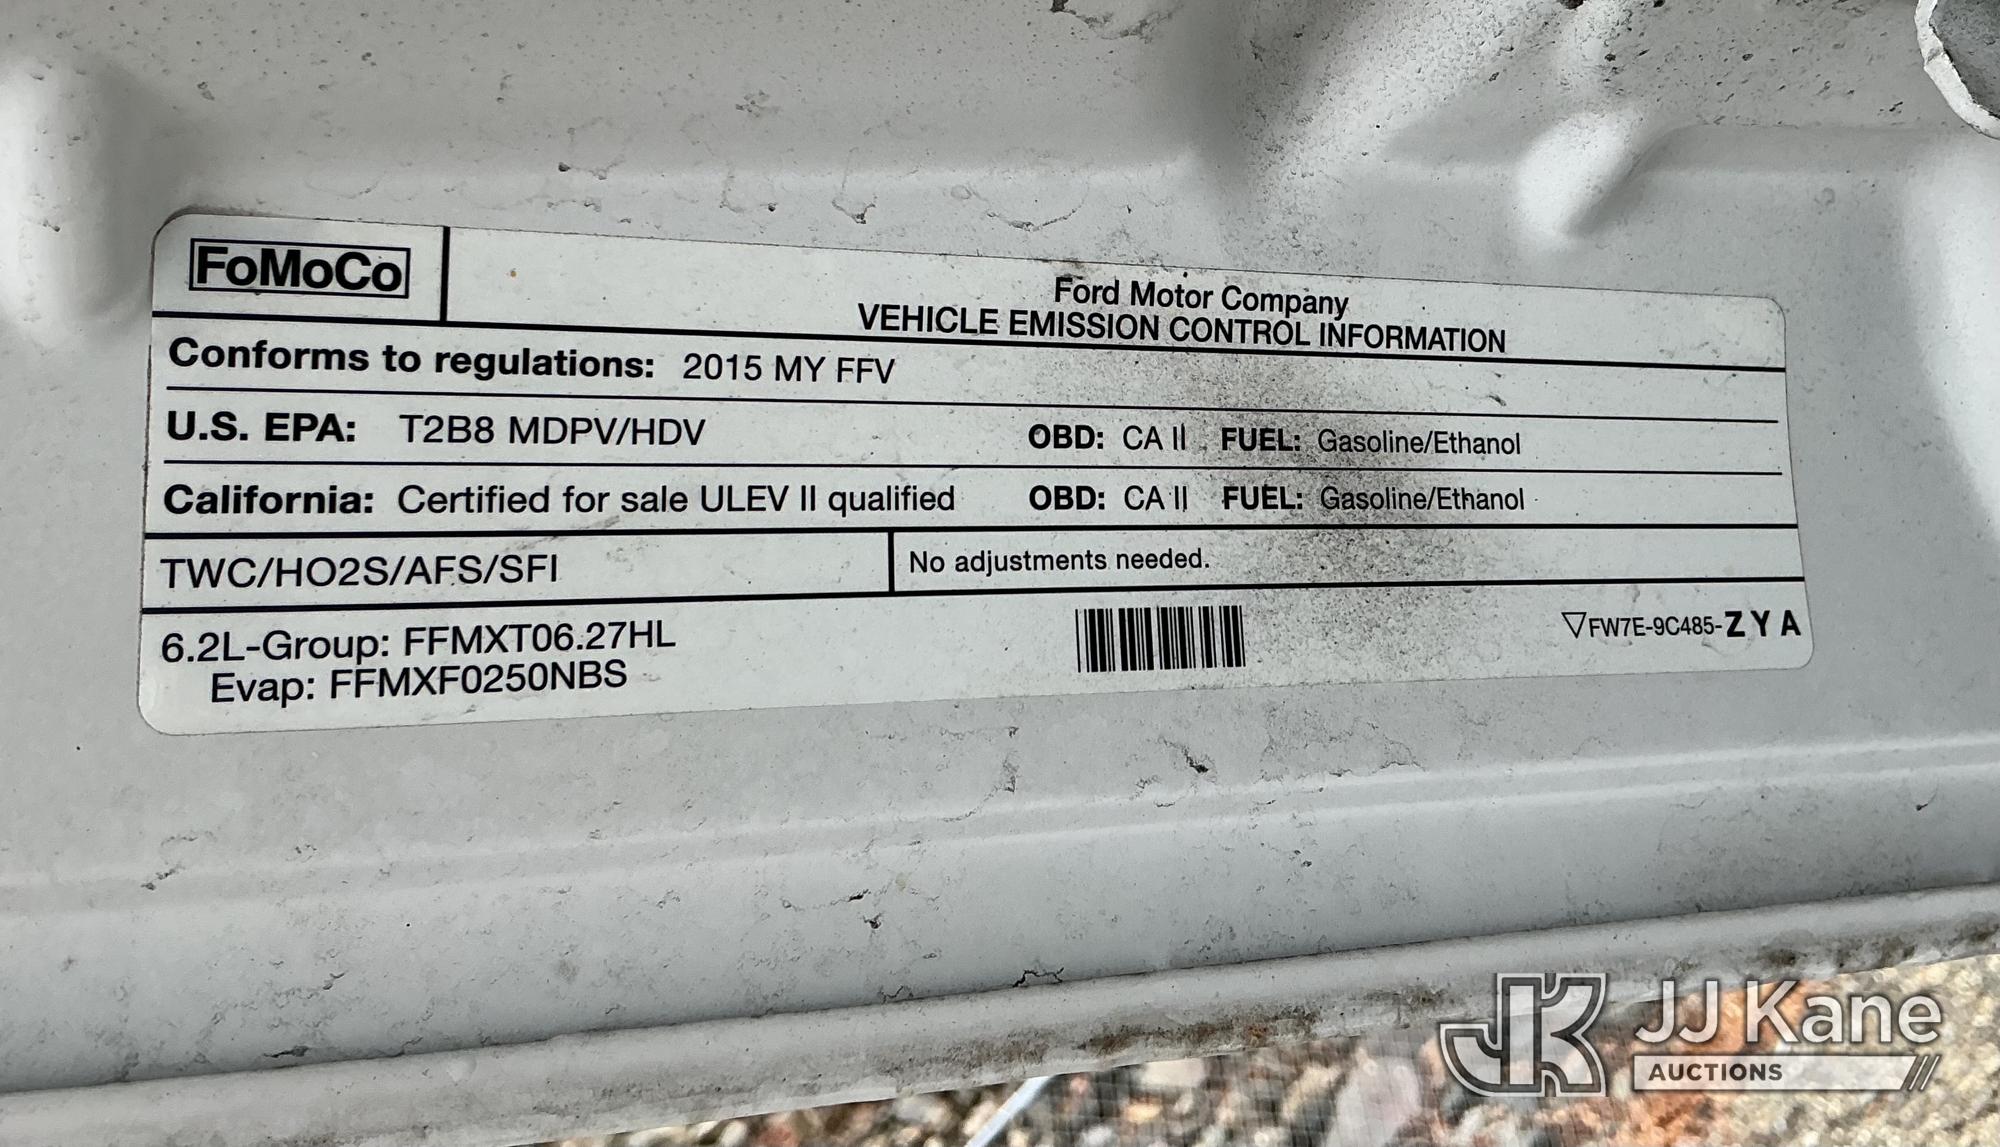 FoMoCo
Ford Motor Company
VEHICLE EMISSION CONTROL INFORMATION
Conforms to regulations: 2015 MY FFV
U.S. EPA: T2B8 MDPV/HDV OBD: CA II FUEL: Gasoline/Ethanol
California: Certified for sale ULEV II qualified OBD: CA II FUEL: Gasoline/Ethanol
TWC/HO2S/AFS/SFI No adjustments needed.
6.2L-Group: FFMXT06.27HL
Evap: FFMXF0250NBS
▽FW7E-9C485-ZYA
JK JJ Kane
AUCTIONS